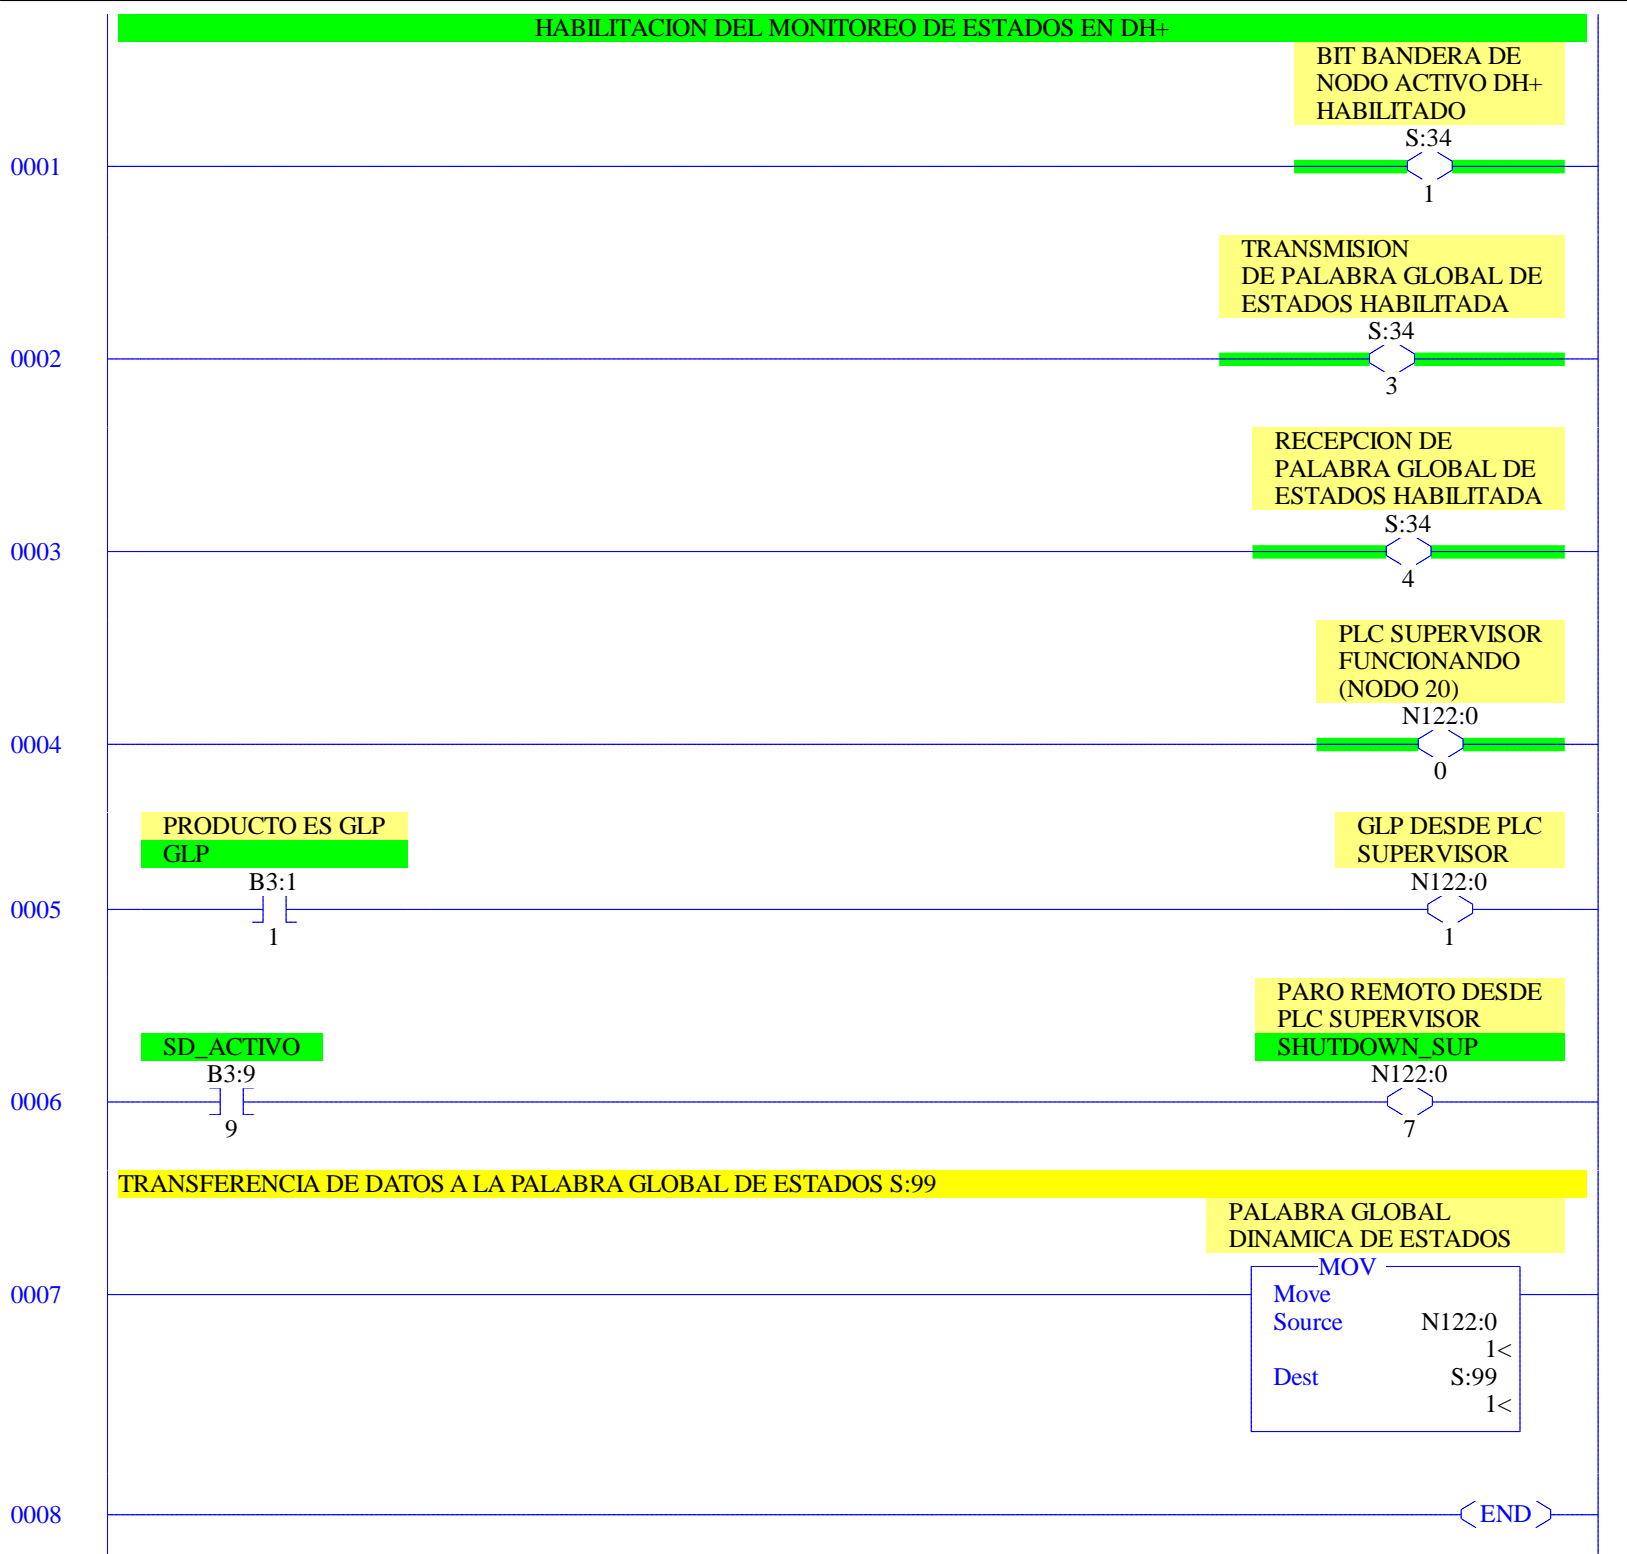 HABILITACION DEL MONITOREO DE ESTADOS EN DH+
BIT BANDERA DE
NODO ACTIVO DH+
HABILITADO
S:34
0001
1
TRANSMISION
DE PALABRA GLOBAL DE
ESTADOS HABILITADA
S:34
0002
3
RECEPCION DE
PALABRA GLOBAL DE
ESTADOS HABILITADA
S:34
0003
4
PLC SUPERVISOR
FUNCIONANDO
(NODO 20)
N122:0
0004
0
PRODUCTO ES GLP
GLP
B3:1
GLP DESDE PLC
SUPERVISOR
N122:0
0005
1
1
PARO REMOTO DESDE
PLC SUPERVISOR
SD_ACTIVO
SHUTDOWN_SUP
B3:9
N122:0
0006
9
7
TRANSFERENCIA DE DATOS A LA PALABRA GLOBAL DE ESTADOS S:99
PALABRA GLOBAL
DINAMICA DE ESTADOS
MOV
0007
Move
Source N122:0
1<
Dest S:99
1<
0008
END